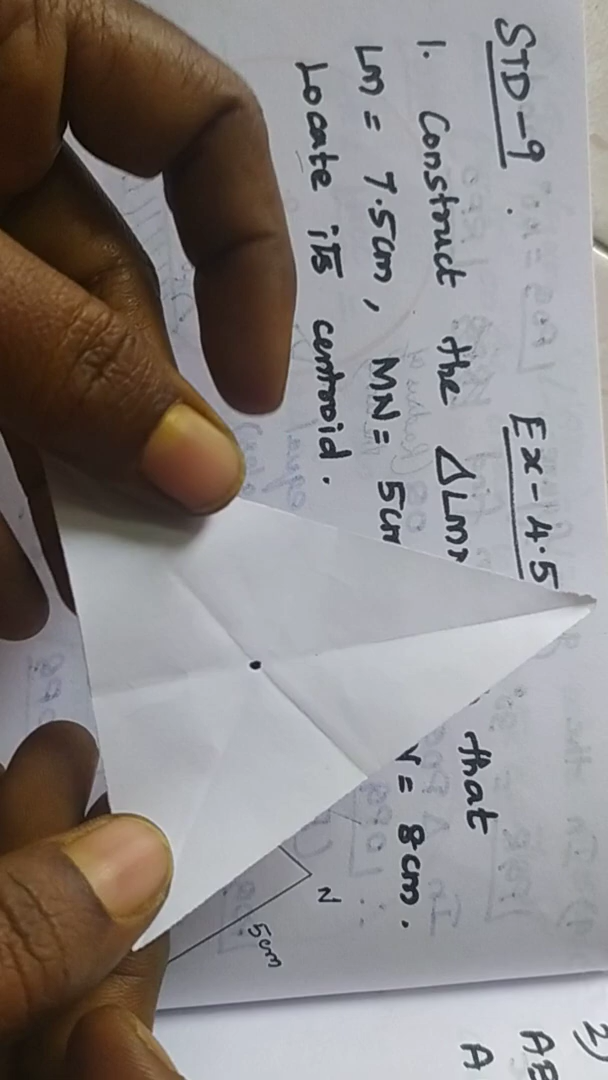 STD-9. Ex-4.5
1. Construct the ΔLM that
LM = 7.5cm, MN = 5cm = 8cm.
Locate its centroid.
N
5cm
2)
A